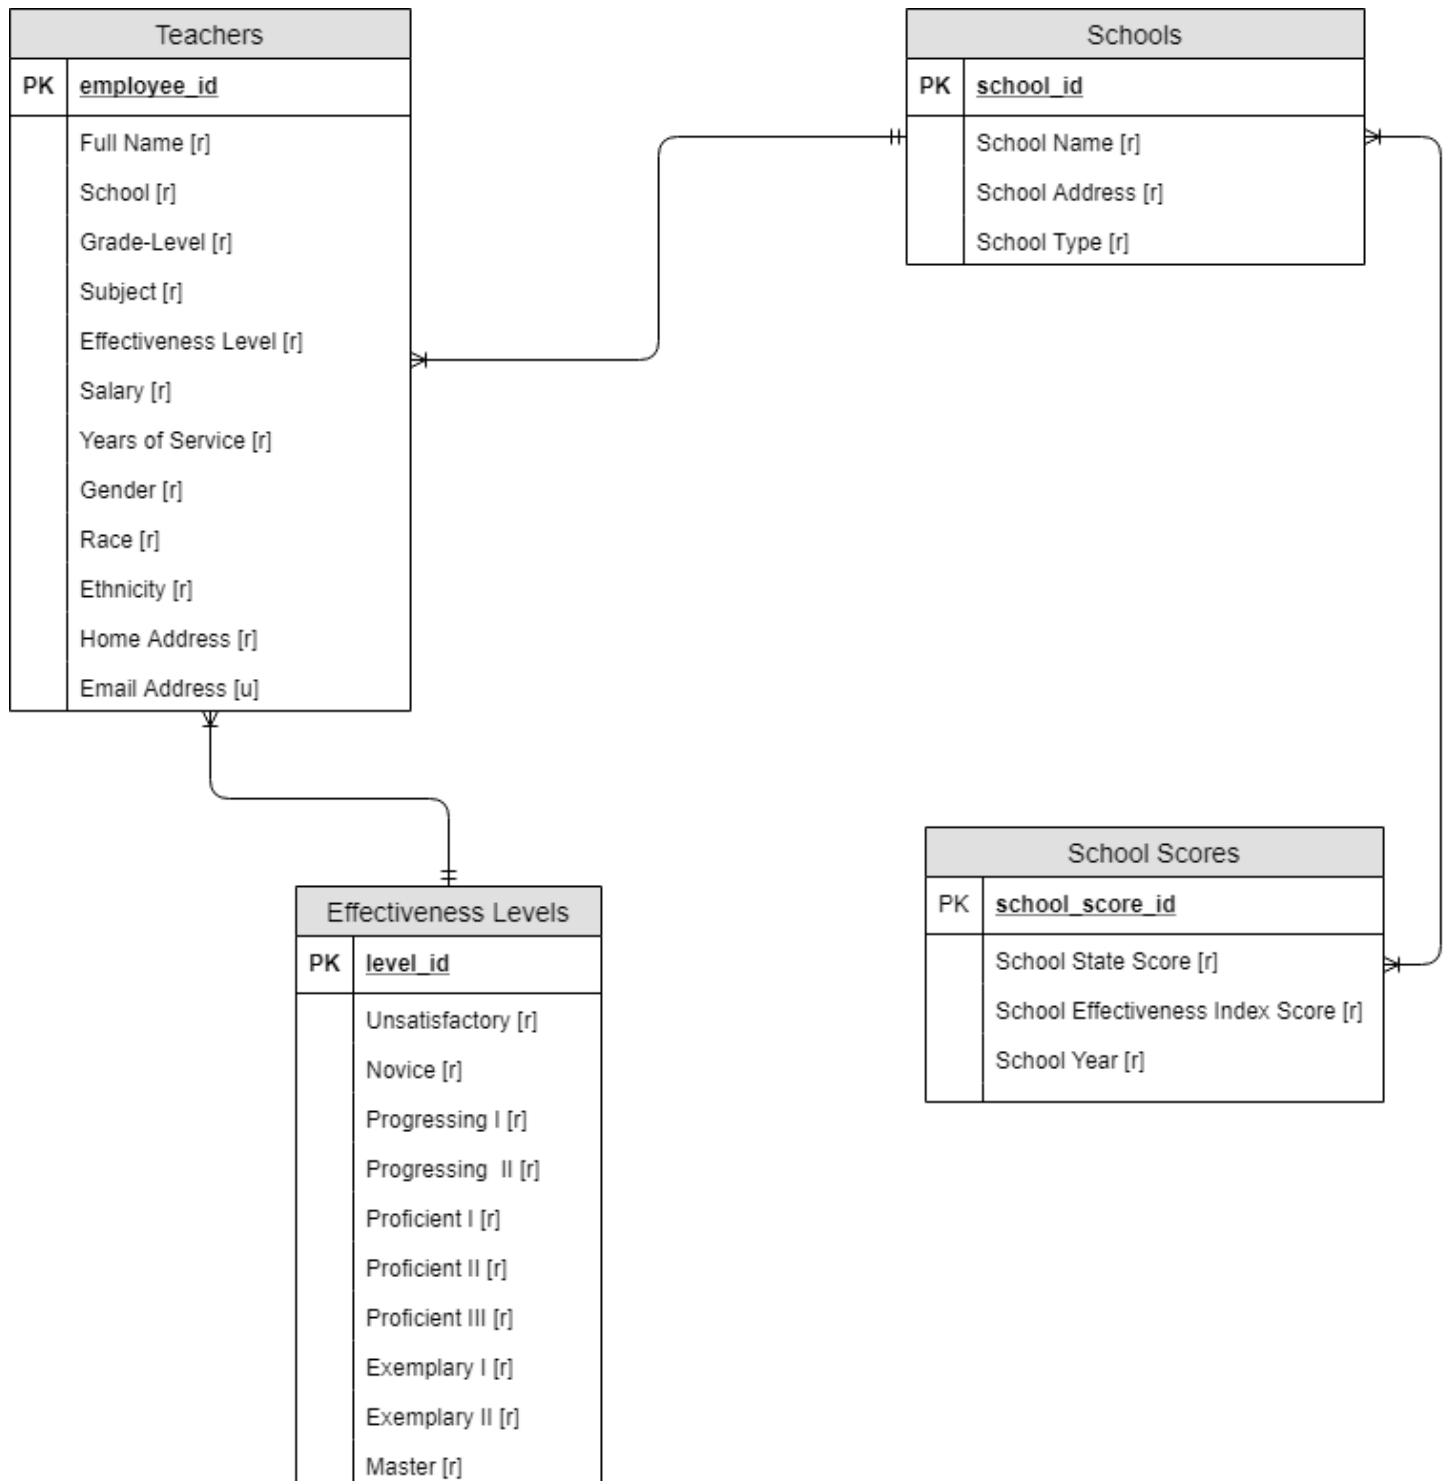 Teachers
PK employee_id
Full Name [r]
School [r]
Grade-Level [r]
Subject [r]
Effectiveness Level [r]
Salary [r]
Years of Service [r]
Gender [r]
Race [r]
Ethnicity [r]
Home Address [r]
Email Address [u]
Schools
PK school_id
School Name [r]
School Address [r]
School Type [r]
Effectiveness Levels
PK level_id
Unsatisfactory [r]
Novice [r]
Progressing I [r]
Progressing  II [r]
Proficient I [r]
Proficient II [r]
Proficient III [r]
Exemplary I [r]
Exemplary II [r]
Master [r]
School Scores
PK school_score_id
School State Score [r]
School Effectiveness Index Score [r]
School Year [r]